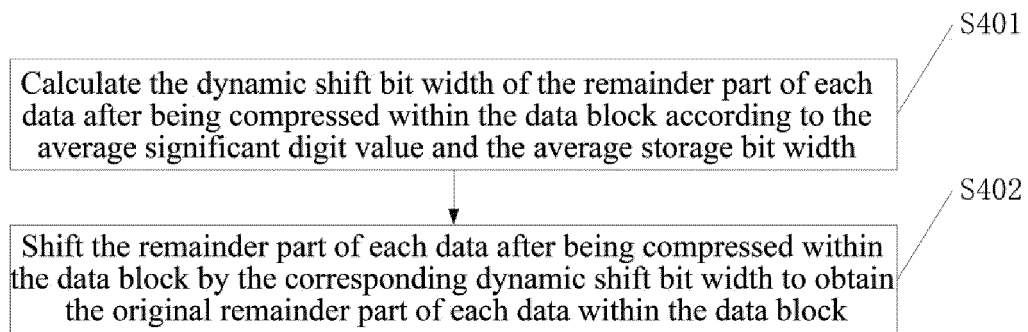 S401
Calculate the dynamic shift bit width of the remainder part of each
data after being compressed within the data block according to the
average significant digit value and the average storage bit width
S402
Shift the remainder part of each data after being compressed within
the data block by the corresponding dynamic shift bit width to obtain
the original remainder part of each data within the data block